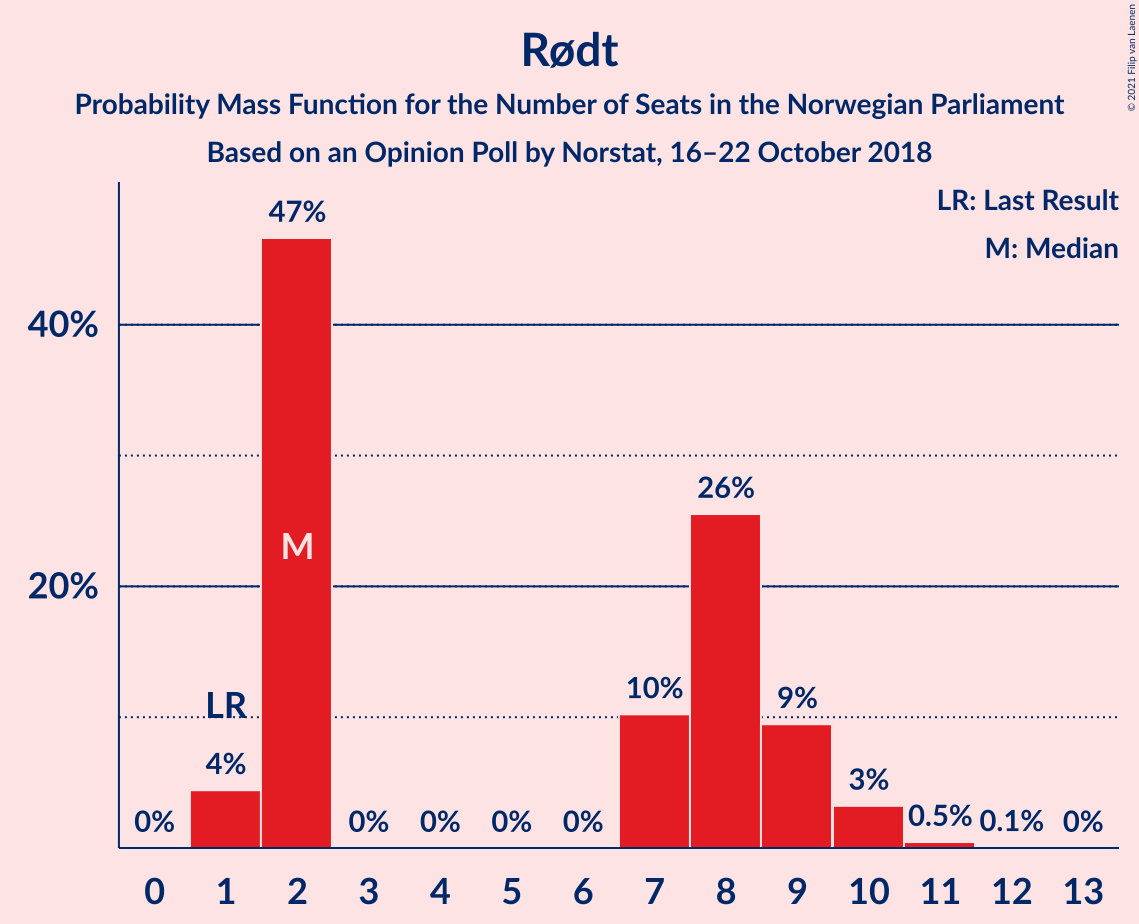 Rødt
Probability Mass Function for the Number of Seats in the Norwegian Parliament
Based on an Opinion Poll by Norstat, 16–22 October 2018
© 2021 Filip van Laenen
LR: Last Result
M: Median
47%
40%
26%
M
20%
LR
10%
9%
4%
3%
0% 0% 0% 0% 0% 0.5% 0.1% 0%
0 1 2 3 4 5 6 7 8 9 10 11 12 13